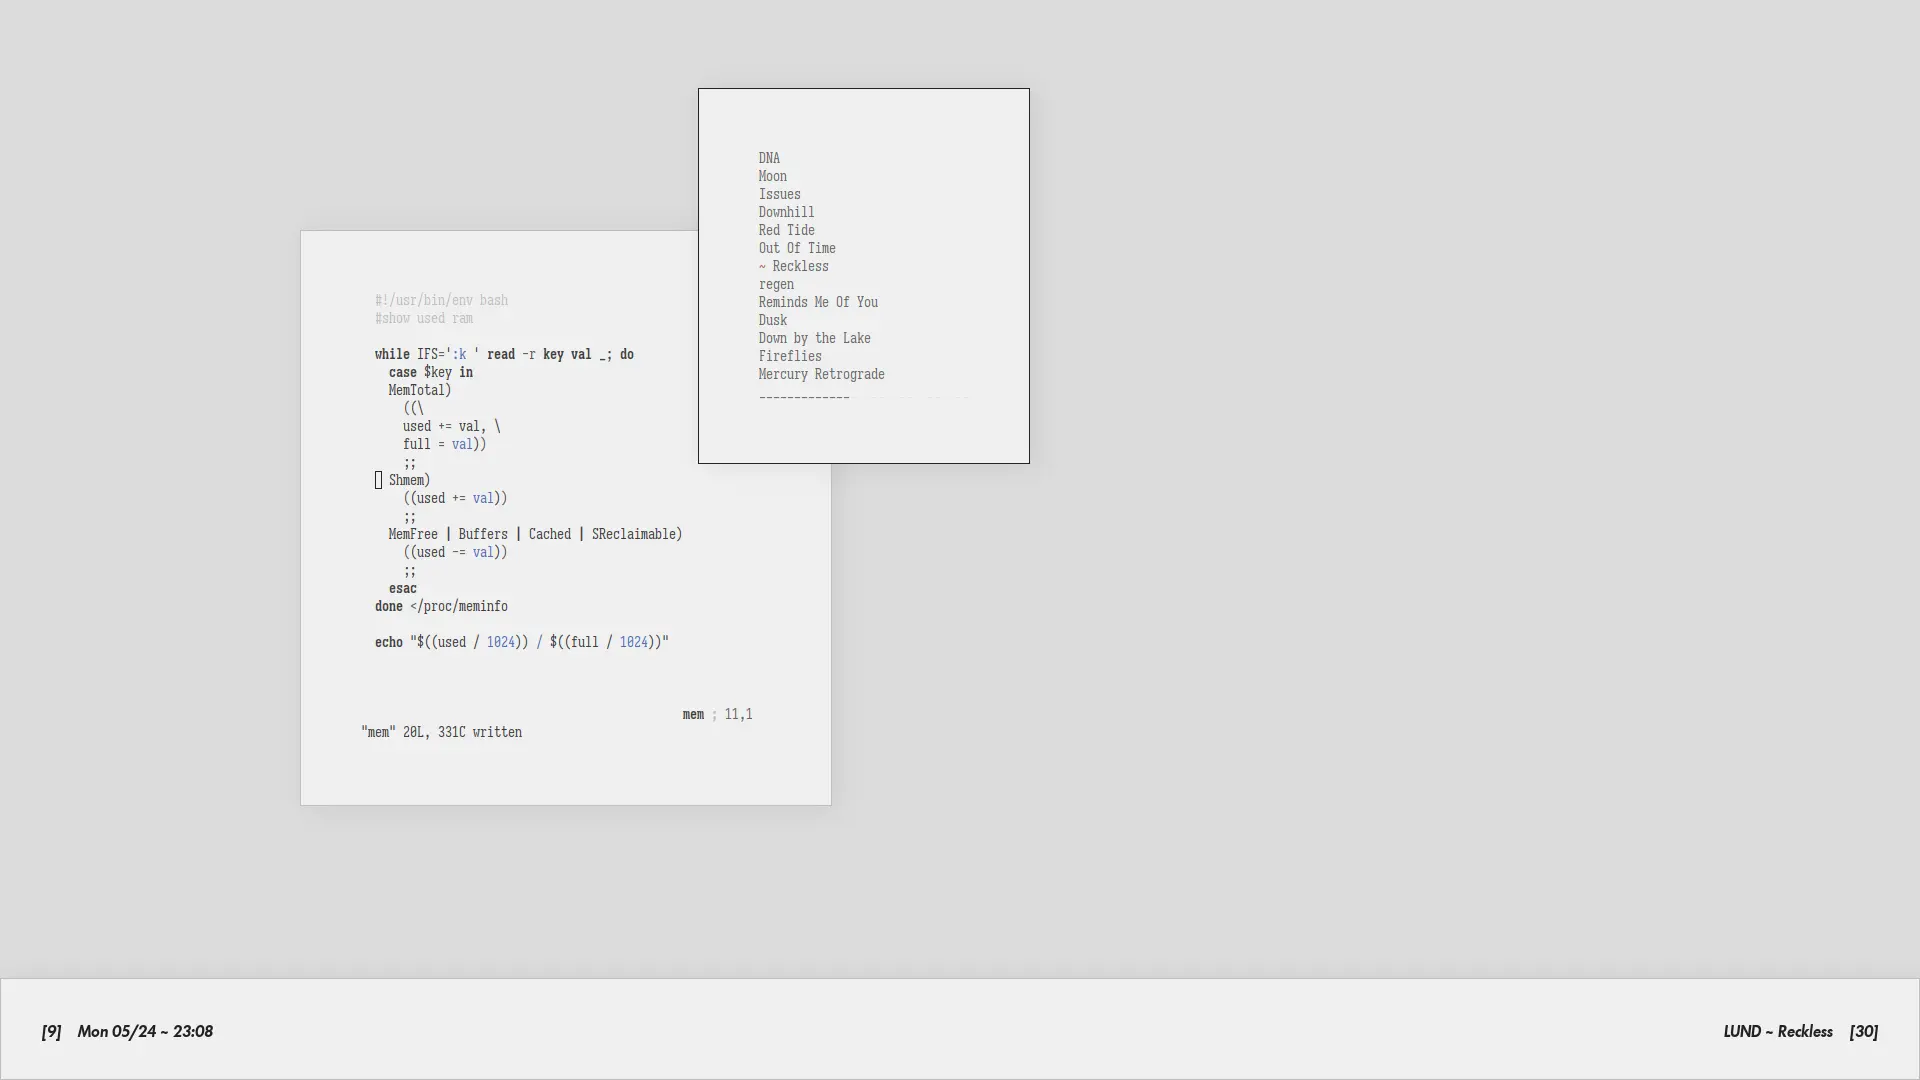 DNA
Moon
Issues
Downhill
Red Tide
Out Of Time
~ Reckless
regen
Reminds Me Of You
Dusk
Down by the Lake
Fireflies
Mercury Retrograde
-------------
#!/usr/bin/env bash
#show used ram
while IFS=':k ' read -r key val _; do
  case $key in
  MemTotal)
    ((\
    used += val, \
    full = val))
    ;;
  Shmem)
    ((used += val))
    ;;
  MemFree | Buffers | Cached | SReclaimable)
    ((used -= val))
    ;;
  esac
done </proc/meminfo
echo "$((used / 1024)) / $((full / 1024))"
mem ; 11,1
"mem" 20L, 331C written
[9] Mon 05/24 ~ 23:08
LUND ~ Reckless [30]